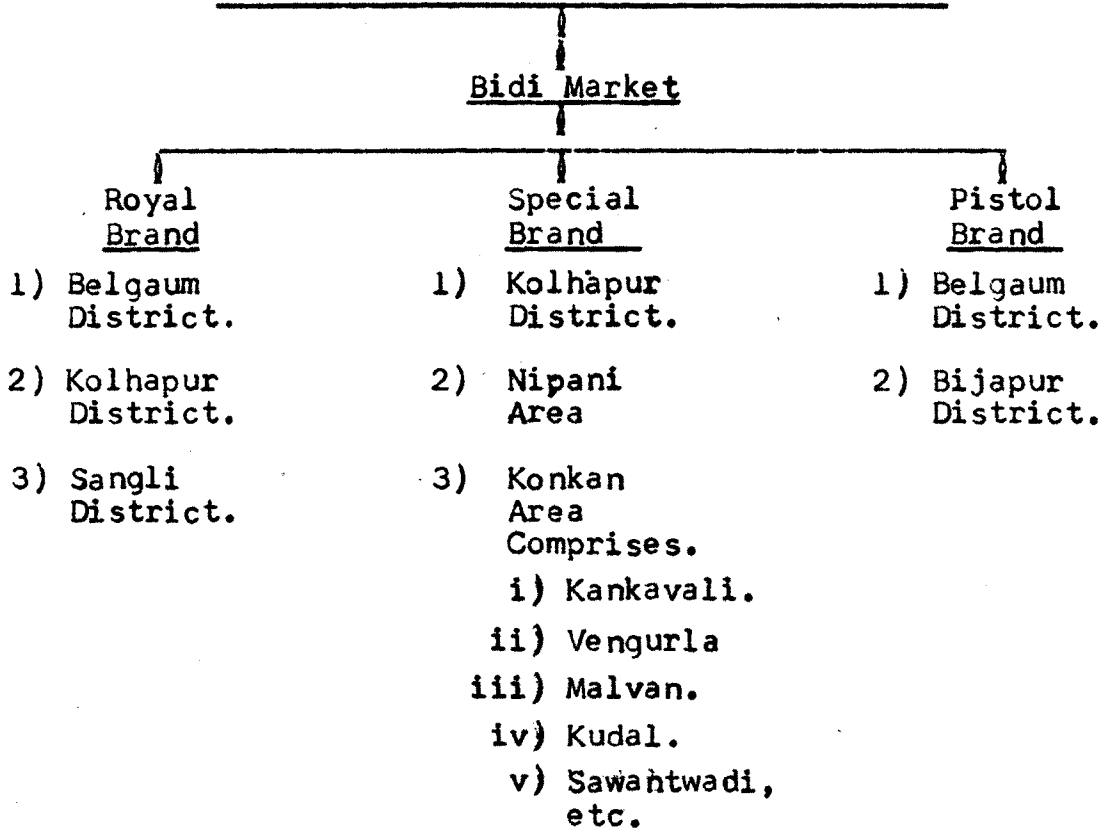 Bidi Market
Royal
Brand
1) Belgaum
District.
2) Kolhapur
District.
3) Sangli
District.
Special
Brand
1) Kolhapur
District.
2) Nipani
Area
3) Konkan
Area
Comprises.
i) Kankavali.
ii) Vengurla
iii) Malvan.
iv) Kudal.
v) Sawantwadi,
etc.
Pistol
Brand
1) Belgaum
District.
2) Bijapur
District.